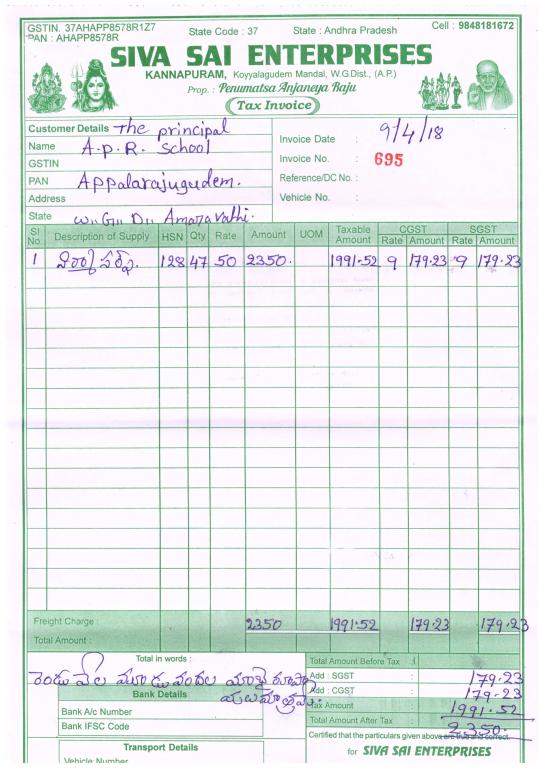 GSTIN. 37AHAPP8578R1Z7
PAN : AHAPP8578R
State Code : 37 State : Andhra Pradesh
Cell : 9848181672
SIVA SAI ENTERPRISES
KANNAPURAM, Koyyalagudem Mandal, W.G.Dist., (A.P.)
Prop. : Penumatsa Anjaneya Raju
Tax Invoice
Customer Details The principal
Name A.P.R. School
GSTIN
PAN Appalarajugudem.
Address
State W.G.D. Amaravathi.
Invoice Date : 9/4/18
Invoice No. : 695
Reference/DC No. :
Vehicle No. :
Sl No. Description of Supply HSN Qty Rate Amount UOM Taxable Amount CGST Rate Amount SGST Rate Amount
1 128 47 50 2350. 1991.52 9 179.23 9 179.23
Freight Charge : 2350 1991.52 179.23 179.23
Total Amount :
Total in words :
రెండు వేల మూడు వందల యాభై రూపా
యలు మాత్రమే.
Bank Details
Bank A/c Number
Bank IFSC Code
Transport Details
Vehicle Number
Total Amount Before Tax :
Add : SGST : 179.23
Add : CGST : 179.23
Tax Amount : 1991.52
Total Amount After Tax : 2350.
Certified that the particulars given above are true and correct.
for SIVA SAI ENTERPRISES